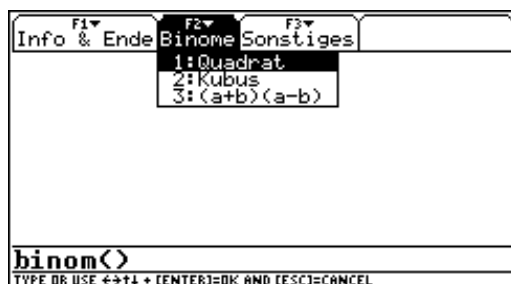 F1▼ F2▼ F3▼
Info & Ende Binome Sonstiges
1:Quadrat
2:Kubus
3:(a+b)(a-b)
binom()
TYPE OR USE ←→↑↓ + [ENTER]=OK AND [ESC]=CANCEL